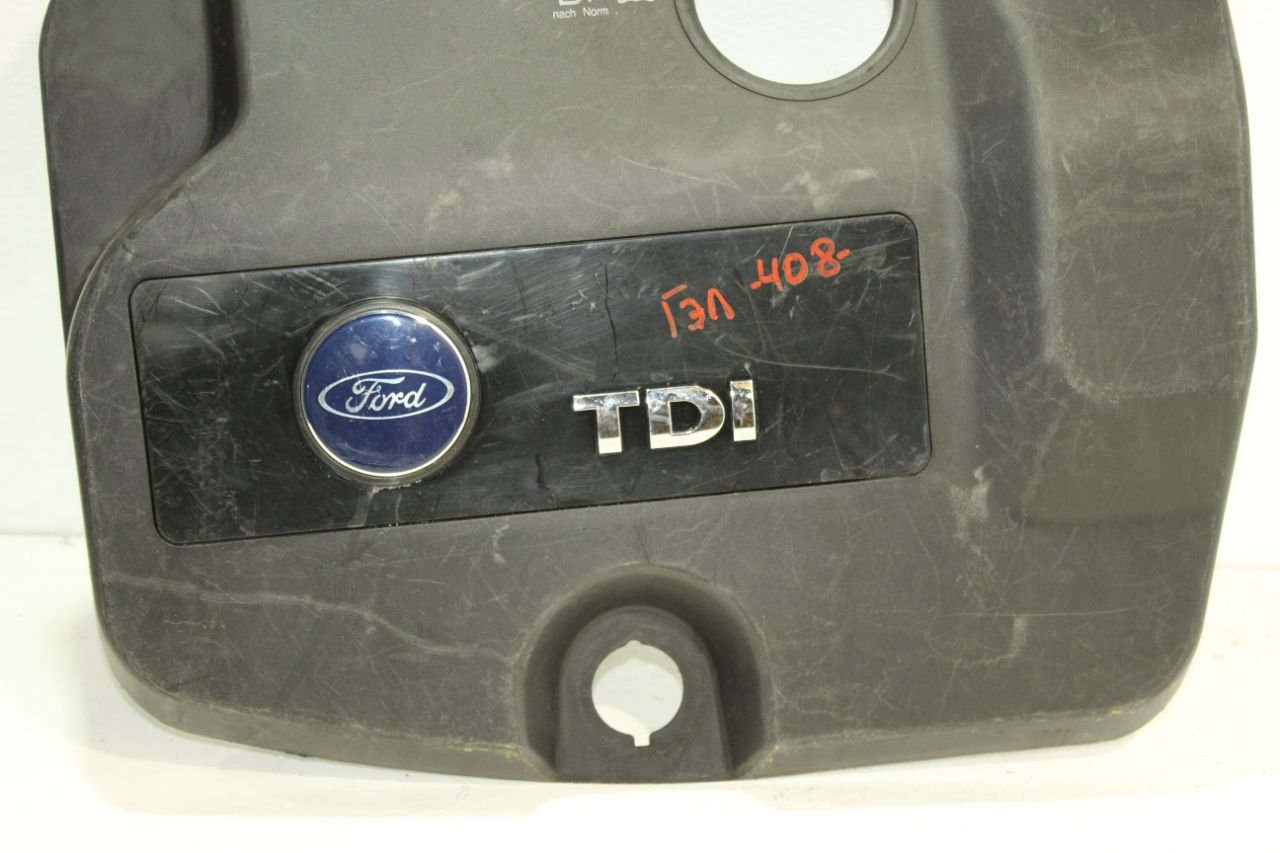 nach Norm
-408-
ГЭЛ
Ford
TDI